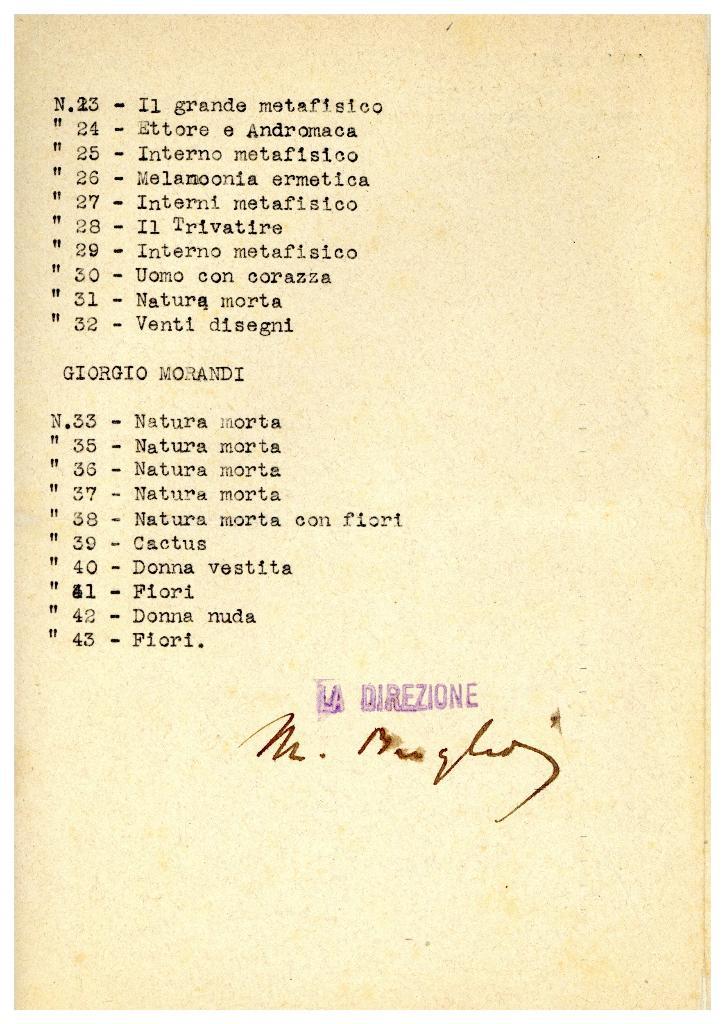 N.23 - Il grande metafisico
" 24 - Ettore e Andromaca
" 25 - Interno metafisico
" 26 - Melanoonia ermetica
" 27 - Interni metafisico
" 28 - Il Trivatire
" 29 - Interno metafisico
" 30 - Uomo con corazza
" 31 - Natura morta
" 32 - Venti disegni
GIORGIO MORANDI
N.33 - Natura morta
" 35 - Natura morta
" 36 - Natura morta
" 37 - Natura morta
" 38 - Natura morta con fiori
" 39 - Cactus
" 40 - Donna vestita
" 41 - Fiori
" 42 - Donna nuda
" 43 - Fiori.
LA DIREZIONE
M.